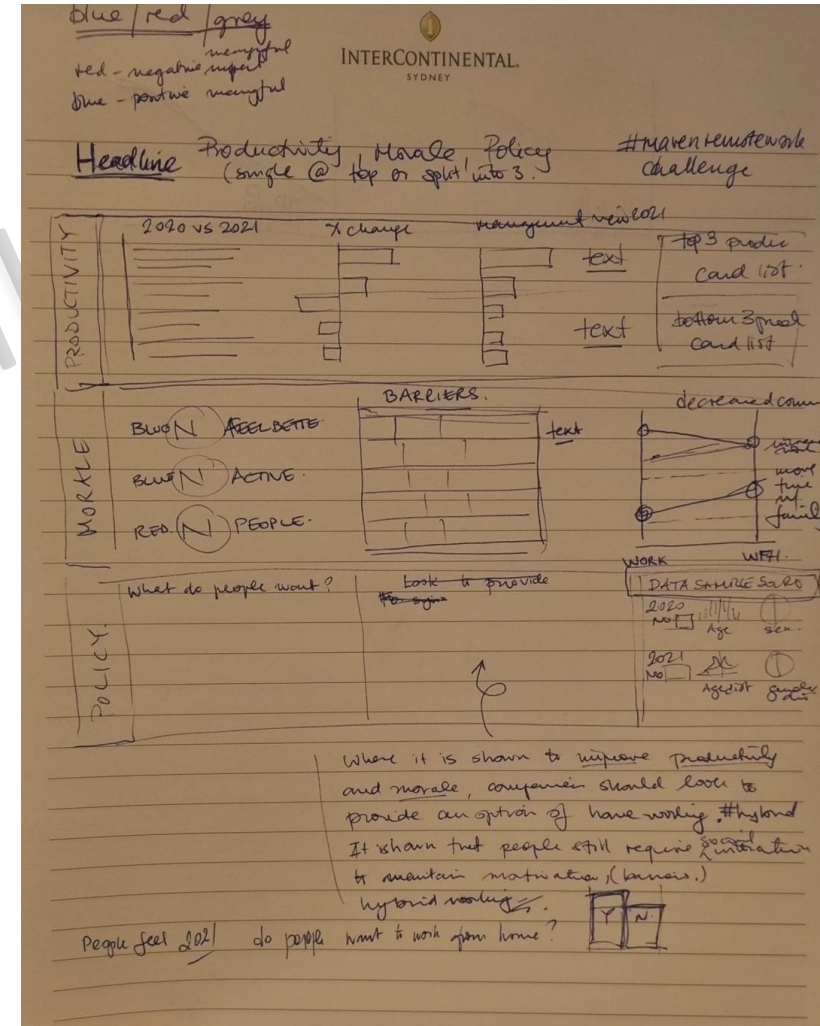 blue / red / grey
meaningful
red - negative impact
blue - positive meaningful
INTERCONTINENTAL.
SYDNEY
Headline Productivity, Morale, Policy
(single @ top or split into 3.
#mavenremotework
challenge
PRODUCTIVITY
2020 VS 2021
% change
management view 2021
text
text
top 3 produc
card list.
bottom 3 prod
card list
MORALE
BLUE N FEEL BETTE
BLUE N ACTIVE.
RED. N PEOPLE.
BARRIERS.
text
decreased comm
more
time
w/
family
WORK WFH.
POLICY.
What do people want?
Look to provide
DATA SAMPLE SOURC
2020
NO Age sex.
2021
NO Age dist gender
Where it is shown to improve productivity
and morale, companies should look to
provide an option of home working. #hybrid
It is shown that people still require social interaction
to maintain motivation, (barriers.)
hybrid working
Y N.
People feel 2021 do people want to work from home?